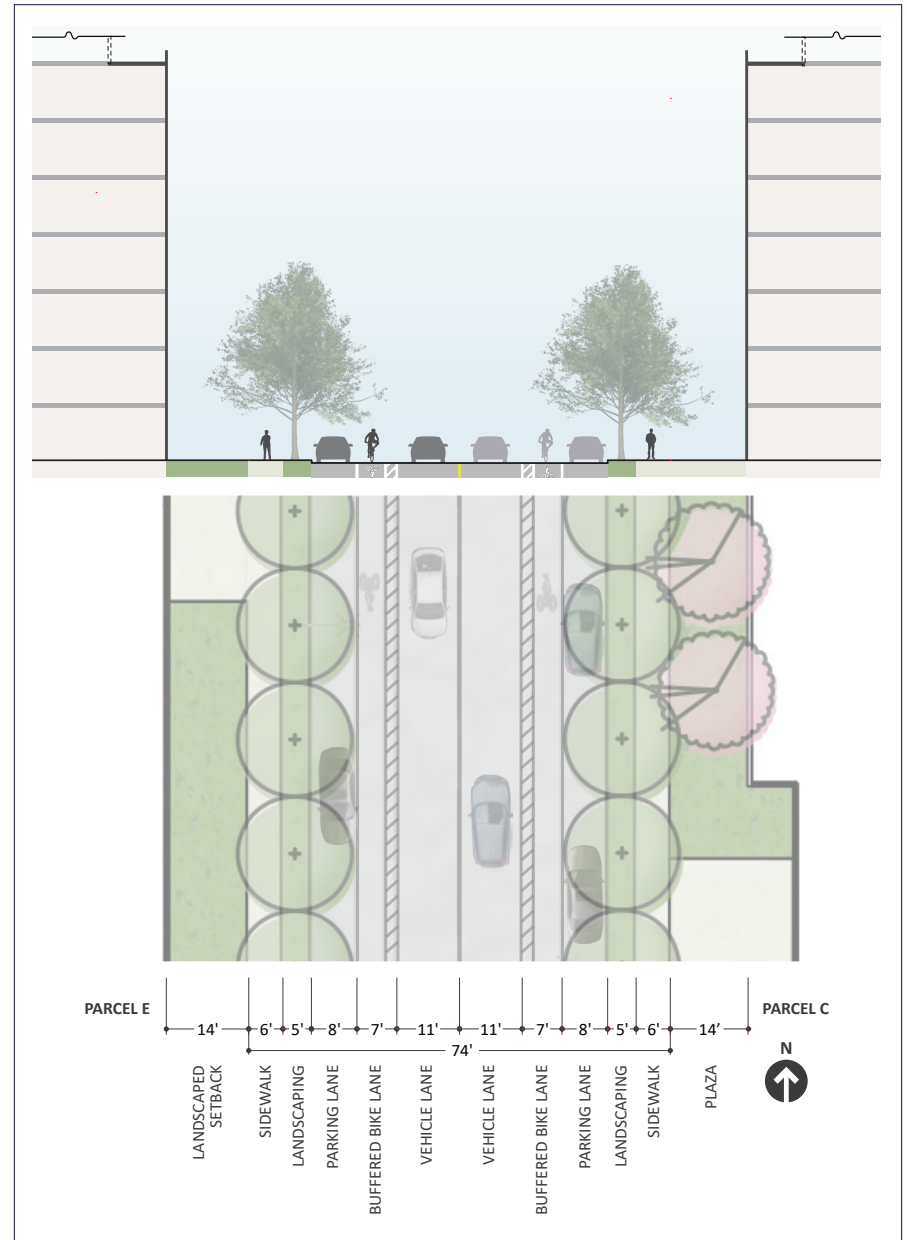 PARCEL E
PARCEL C
14' 6' 5' 8' 7' 11' 11' 7' 8' 5' 6' 14’
74'
N
LANDSCAPED
SETBACK
SIDEWALK
LANDSCAPING
PARKING LANE
BUFFERED BIKE LANE
VEHICLE LANE
VEHICLE LANE
BUFFERED BIKE LANE
PARKING LANE
LANDSCAPING
SIDEWALK
PLAZA